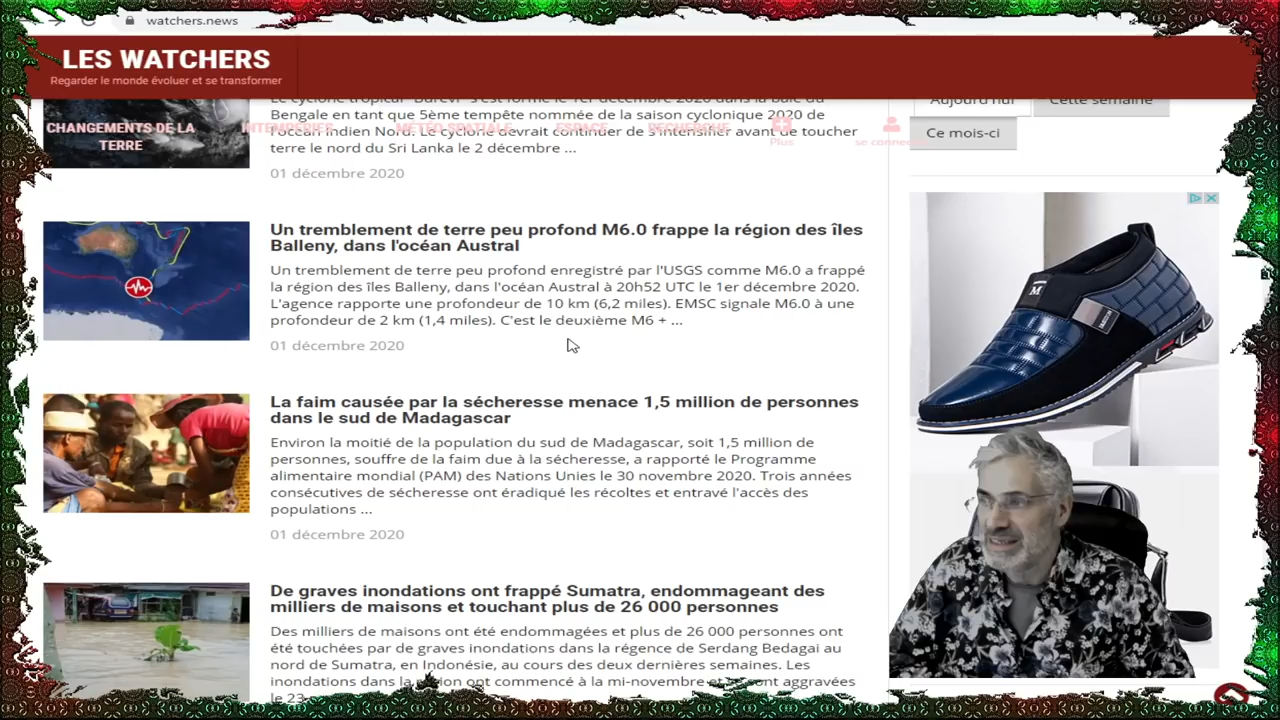 watchers.news
LES WATCHERS
Regarder le monde évoluer et se transformer
CHANGEMENTS DE LA
TERRE
INTEMPÉRIES
MÉTÉO SPATIALE
ESPACE
RECHERCHE
Plus
Le cyclone tropical "Burevi" s'est formé le 1er décembre 2020 dans la baie du
Bengale en tant que 5ème tempête nommée de la saison cyclonique 2020 de
l'océan Indien Nord. Le cyclone devrait continuer de s'intensifier avant de toucher
terre le nord du Sri Lanka le 2 décembre ...
01 décembre 2020
Un tremblement de terre peu profond M6.0 frappe la région des îles
Balleny, dans l'océan Austral
Un tremblement de terre peu profond enregistré par l'USGS comme M6.0 a frappé
la région des îles Balleny, dans l'océan Austral à 20h52 UTC le 1er décembre 2020.
L'agence rapporte une profondeur de 10 km (6,2 miles). EMSC signale M6.0 à une
profondeur de 2 km (1,4 miles). C'est le deuxième M6 + ...
01 décembre 2020
La faim causée par la sécheresse menace 1,5 million de personnes
dans le sud de Madagascar
Environ la moitié de la population du sud de Madagascar, soit 1,5 million de
personnes, souffre de la faim due à la sécheresse, a rapporté le Programme
alimentaire mondial (PAM) des Nations Unies le 30 novembre 2020. Trois années
consécutives de sécheresse ont éradiqué les récoltes et entravé l'accès des
populations ...
01 décembre 2020
De graves inondations ont frappé Sumatra, endommageant des
milliers de maisons et touchant plus de 26 000 personnes
Des milliers de maisons ont été endommagées et plus de 26 000 personnes ont
été touchées par de graves inondations dans la régence de Serdang Bedagai au
nord de Sumatra, en Indonésie, au cours des deux dernières semaines. Les
inondations dans la région ont commencé à la mi-novembre et se sont aggravées
le 23
Aujourd'hui
Cette semaine
Ce mois-ci
M